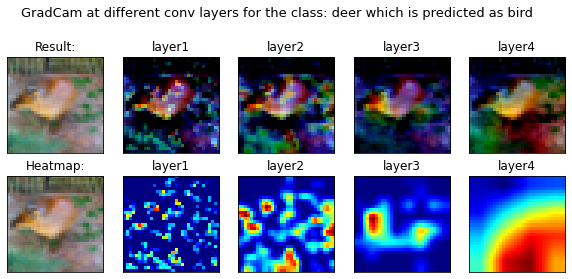 GradCam at different conv layers for the class: deer which is predicted as bird
Result: layer1 layer2 layer3 layer4
Heatmap: layer1 layer2 layer3 layer4